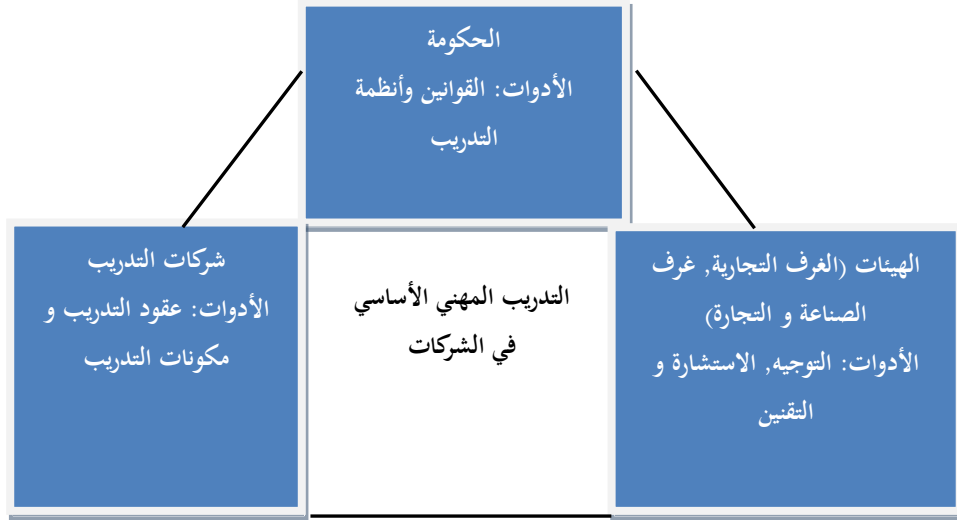 الحكومة
الأدوات: القوانين وأنظمة
التدريب
الهيئات (الغرف التجارية, غرف
الصناعة و التجارة)
الأدوات: التوجيه, الاستشارة و
التقنين
التدريب المهني الأساسي
في الشركات
شركات التدريب
الأدوات: عقود التدريب و
مكونات التدريب